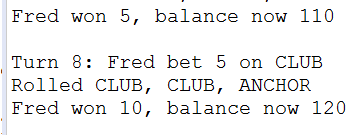 Fred won 5, balance now 110
Turn 8: Fred bet 5 on CLUB
Rolled CLUB, CLUB, ANCHOR
Fred won 10, balance now 120